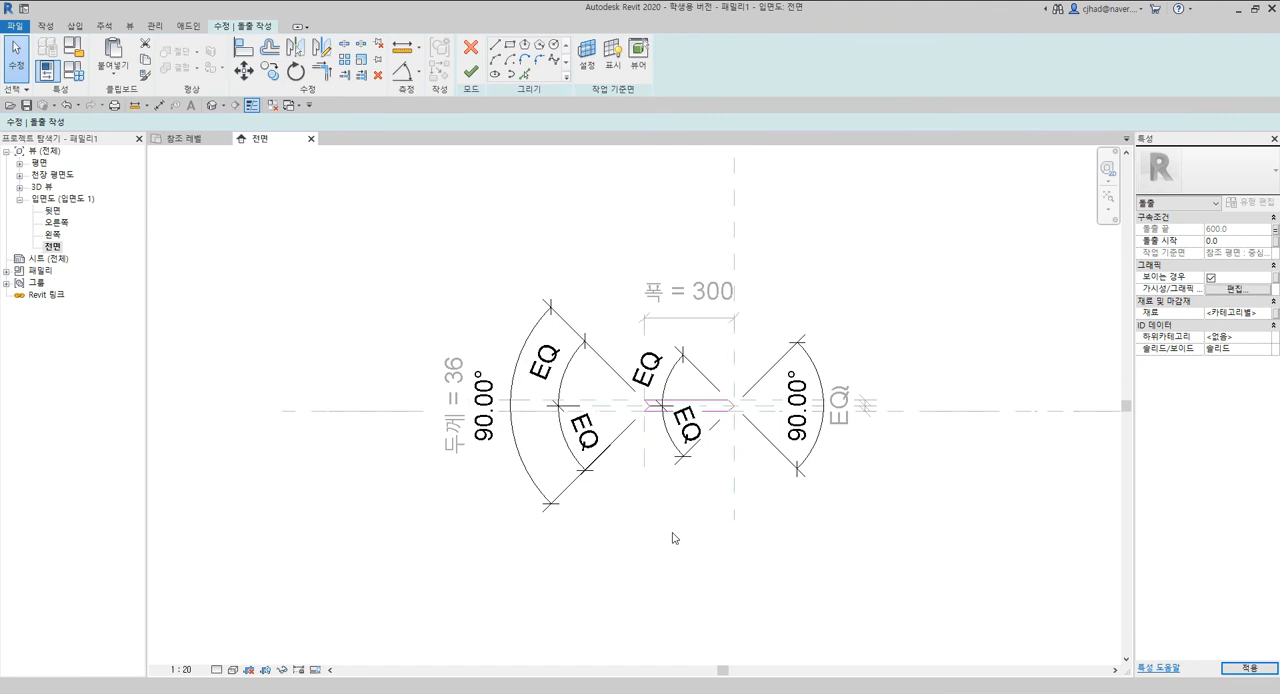 Autodesk Revit 2020 - 학생용 버전 - 패밀리1 - 입면도: 전면
cjhad@naver....
파일 작성 삽입 주석 뷰 관리 애드인 수정 | 돌출 작성
수정
붙여넣기
절단
결합
설정 표시 뷰어
선택 특성 클립보드 형상 수정 측정 작성 모드 그리기 작업 기준면
수정 | 돌출 작성
프로젝트 탐색기 - 패밀리1
참조 레벨
전면
특성
뷰 (전체)
평면
천장 평면도
3D 뷰
입면도 (입면도 1)
뒷면
오른쪽
왼쪽
전면
시트 (전체)
패밀리
그룹
Revit 링크
폭 = 300
두께 = 36
90.00°
EQ
EQ
EQ
EQ
90.00°
EQ
돌출
유형 편집
구속조건
돌출 끝 600.0
돌출 시작 0.0
작업 기준면 참조 평면 : 중심...
그래픽
보이는 경우
가시성/그래픽 ... 편집...
재료 및 마감재
재료 <카테고리별>
ID 데이터
하위카테고리 <없음>
솔리드/보이드 솔리드
1 : 20
특성 도움말
적용